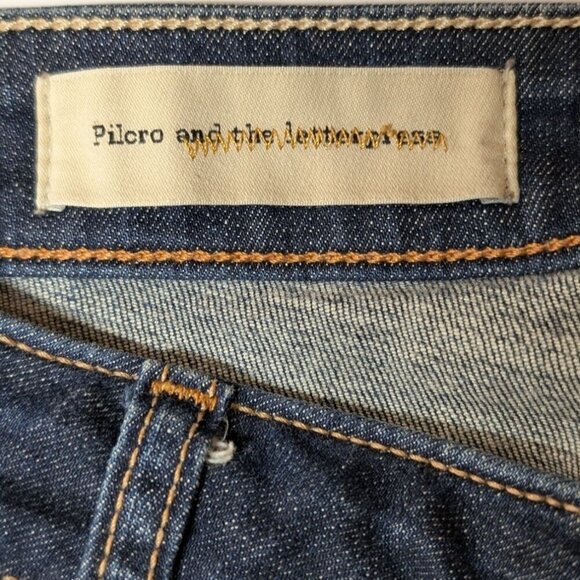 Pilcro and the letterpress